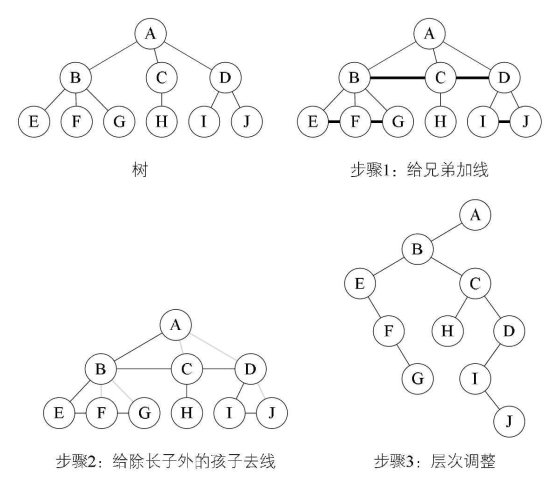 A
B C D
E F G H I J
树
A
B C D
E F G H I J
步骤1：给兄弟加线
A
B C D
E F G H I J
步骤2：给除长子外的孩子去线
A
B
E C
F H D
G I
J
步骤3：层次调整